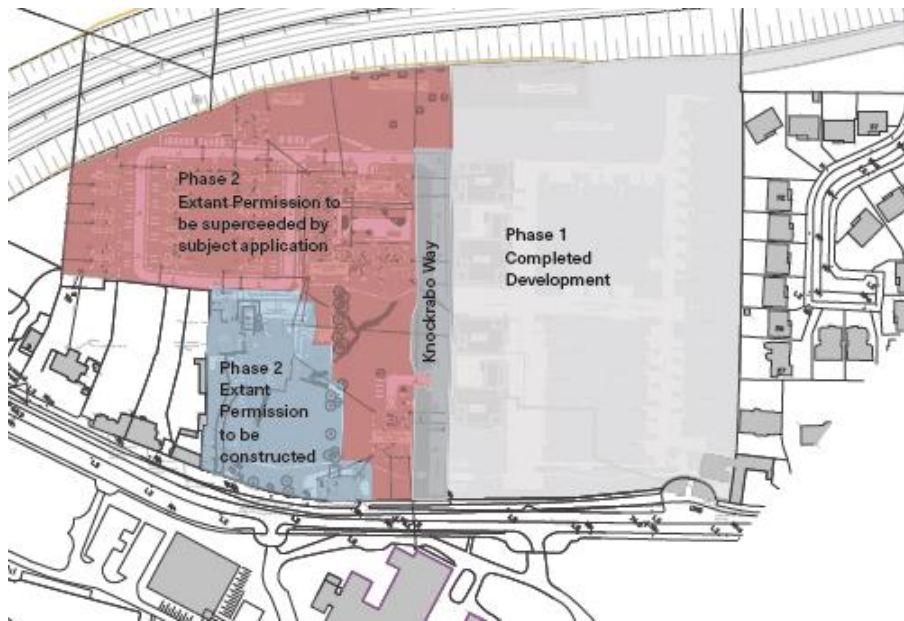 Phase 2
Extant Permission to
be superceeded by
subject application
Knockrabo Way
Phase 1
Completed
Development
Phase 2
Extant
Permission
to be
constructed